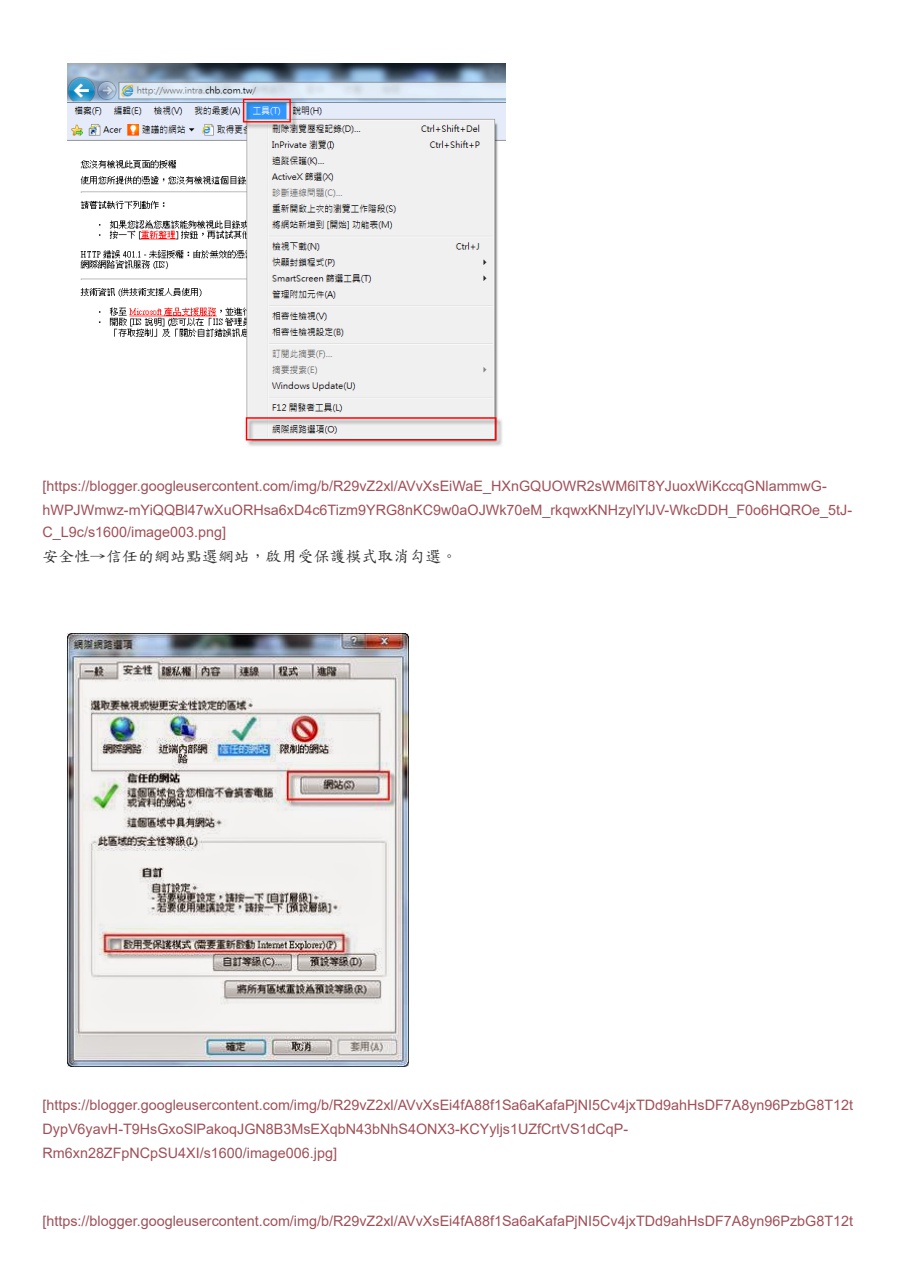 http://www.intra.chb.com.tw/
檔案(F) 編輯(E) 檢視(V) 我的最愛(A) 工具(T) 說明(H)
Acer 建議的網站 取得更
刪除瀏覽歷程記錄(D)... Ctrl+Shift+Del
InPrivate 瀏覽(I) Ctrl+Shift+P
追蹤保護(K)...
ActiveX 篩選(X)
診斷連線問題(C)...
重新開啟上次的瀏覽工作階段(S)
將網站新增到 [開始] 功能表(M)
檢視下載(N) Ctrl+J
快顯封鎖程式(P)
SmartScreen 篩選工具(T)
管理附加元件(A)
相容性檢視(V)
相容性檢視設定(B)
訂閱此摘要(F)...
摘要探索(E)
Windows Update(U)
F12 開發者工具(L)
網際網路選項(O)
您沒有檢視此頁面的授權
使用您所提供的憑證，您沒有檢視這個目錄
請嘗試執行下列動作：
· 如果您認為您應該能夠檢視此目錄或
· 按一下 [重新整理] 按鈕，再試試其他
HTTP 錯誤 401.1 - 未經授權：由於無效的憑
網際網路資訊服務 (IIS)
技術資訊 (供技術支援人員使用)
· 移至 Microsoft 產品支援服務，並進行
· 開啟 [IIS 說明] (您可以在「IIS 管理員
「存取控制」及「關於自訂錯誤訊息
[https://blogger.googleusercontent.com/img/b/R29vZ2xl/AVvXsEiWaE_HXnGQUOWR2sWM6lT8YJuoxWiKccqGNlammwG-
hWPJWmwz-mYiQQBl47wXuORHsa6xD4c6Tizm9YRG8nKC9w0aOJWk70eM_rkqwxKNHzylYlJV-WkcDDH_F0o6HQROe_5tJ-
C_L9c/s1600/image003.png]
安全性→信任的網站點選網站，啟用受保護模式取消勾選。
網際網路選項
一般 安全性 隱私權 內容 連線 程式 進階
選取要檢視或變更安全性設定的區域。
網際網路 近端內部網路 信任的網站 限制的網站
信任的網站
網站(S)
這個區域包含您相信不會損害電腦
或資料的網站。
這個區域中具有網站。
此區域的安全性等級(L)
自訂
自訂設定。
- 若要變更設定，請按一下 [自訂層級]。
- 若要使用建議設定，請按一下 [預設層級]。
啟用受保護模式 (需要重新啟動 Internet Explorer)(P)
自訂等級(C)... 預設等級(D)
將所有區域重設為預設等級(R)
確定 取消 套用(A)
[https://blogger.googleusercontent.com/img/b/R29vZ2xl/AVvXsEi4fA88f1Sa6aKafaPjNI5Cv4jxTDd9ahHsDF7A8yn96PzbG8T12t
DypV6yavH-T9HsGxoSlPakoqJGN8B3MsEXqbN43bNhS4ONX3-KCYyljs1UZfCrtVS1dCqP-
Rm6xn28ZFpNCpSU4XI/s1600/image006.jpg]
[https://blogger.googleusercontent.com/img/b/R29vZ2xl/AVvXsEi4fA88f1Sa6aKafaPjNI5Cv4jxTDd9ahHsDF7A8yn96PzbG8T12t